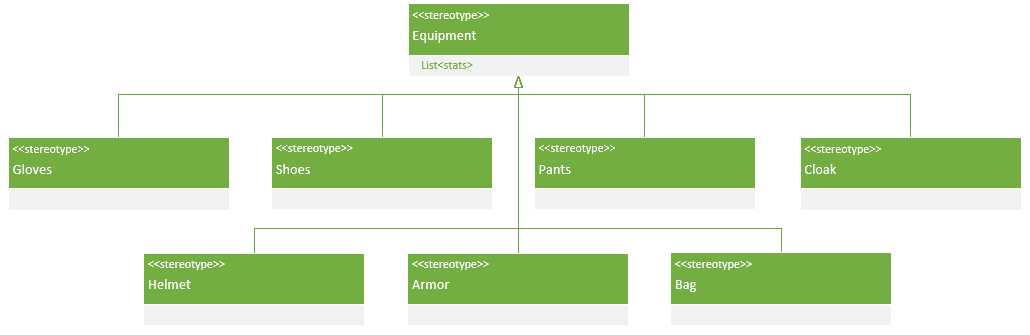 <<stereotype>>
Equipment
List<stats>
<<stereotype>>
Gloves
<<stereotype>>
Shoes
<<stereotype>>
Pants
<<stereotype>>
Cloak
<<stereotype>>
Helmet
<<stereotype>>
Armor
<<stereotype>>
Bag